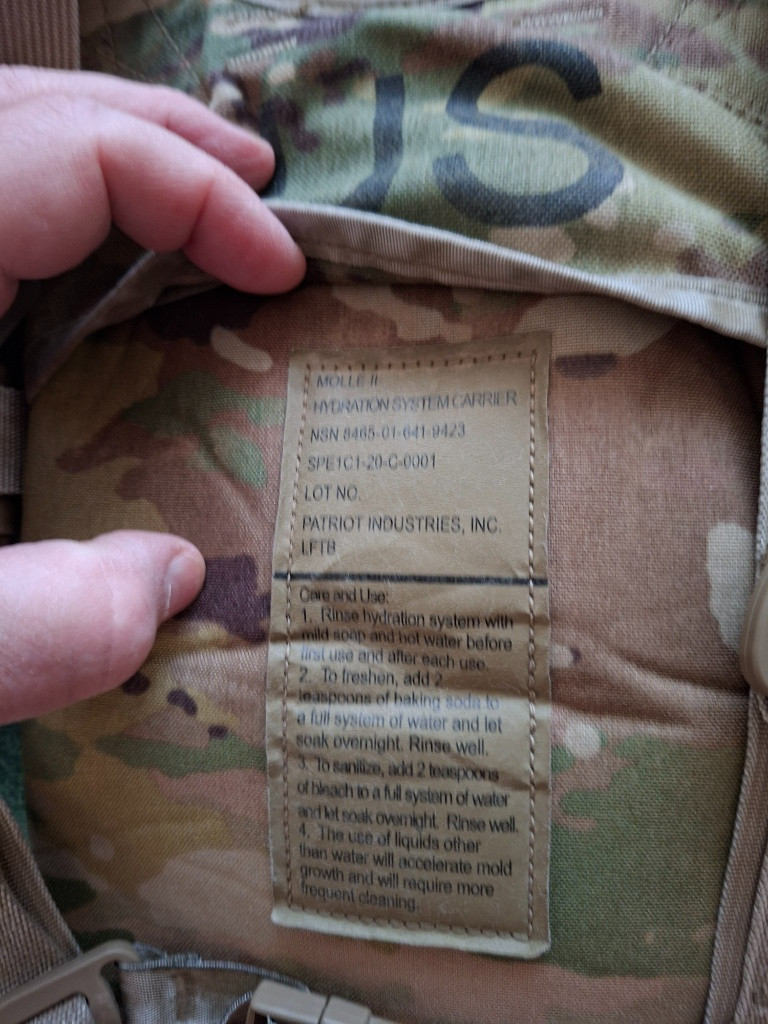 US
MOLLE II
HYDRATION SYSTEM CARRIER
NSN 8465-01-641-9423
SPE1C1-20-C-0001
LOT NO.
PATRIOT INDUSTRIES, INC.
LFTB
Care and Use:
1. Rinse hydration system with
mild soap and hot water before
first use and after each use.
2. To freshen, add 2
teaspoons of baking soda to
a full system of water and let
soak overnight. Rinse well.
3. To sanitize, add 2 teaspoons
of bleach to a full system of water
and let soak overnight. Rinse well.
4. The use of liquids other
than water will accelerate mold
growth and will require more
frequent cleaning.